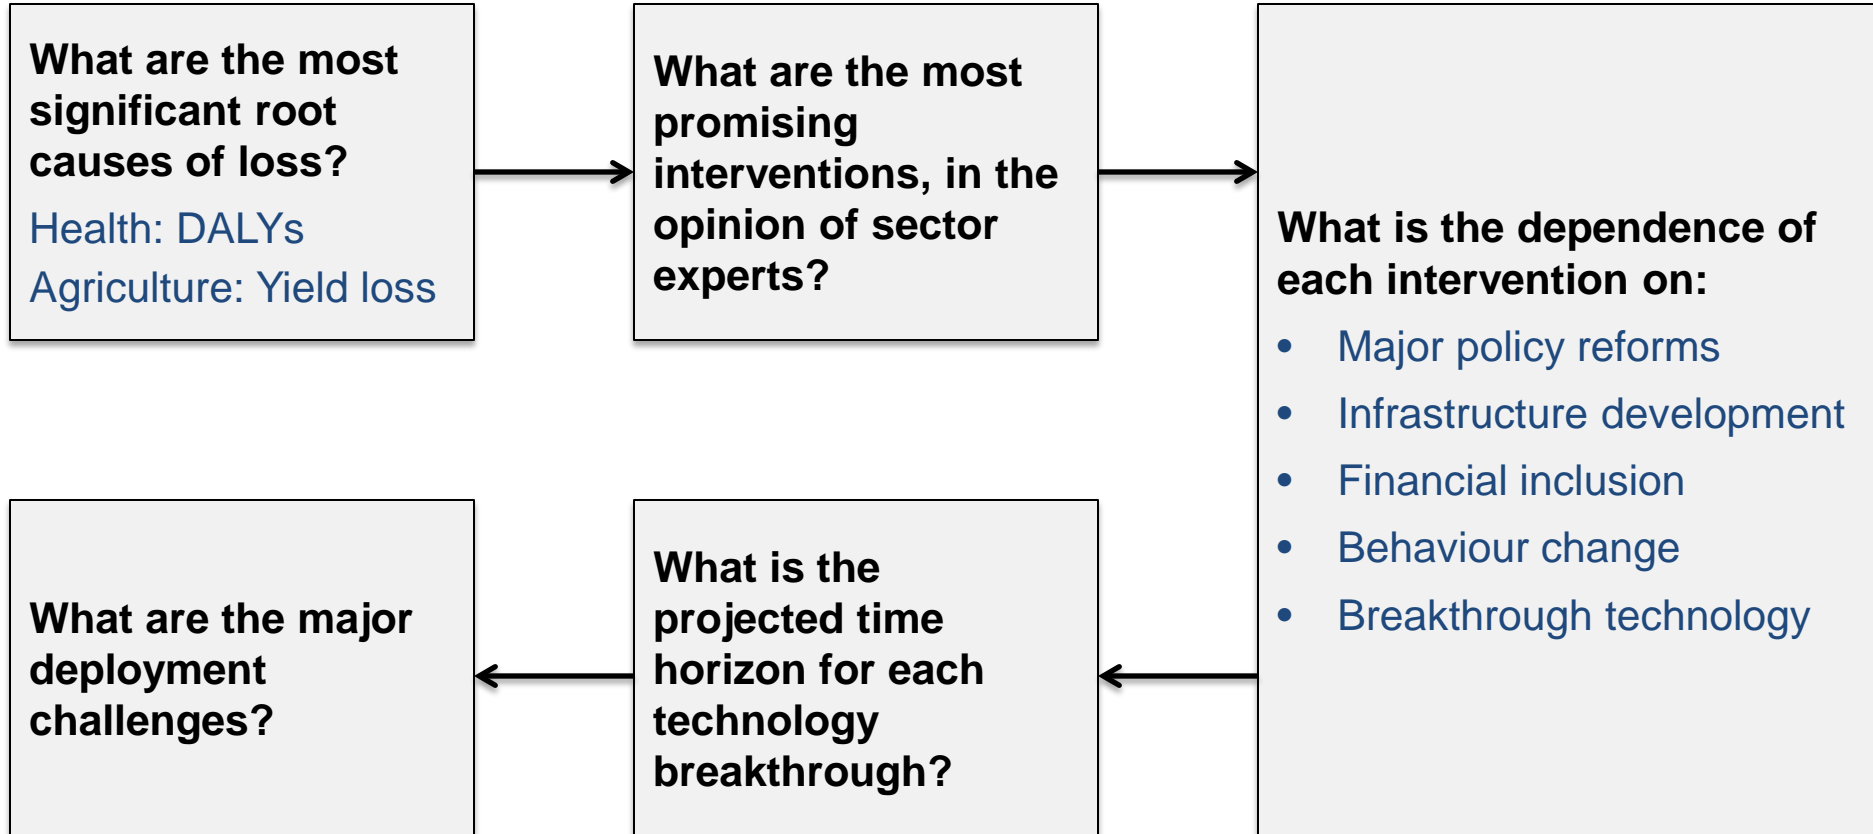 What are the most
significant root
causes of loss?
Health: DALYs
Agriculture: Yield loss
What are the most
promising
interventions, in the
opinion of sector
experts?
What is the dependence of
each intervention on:
• Major policy reforms
• Infrastructure development
• Financial inclusion
• Behaviour change
• Breakthrough technology
What is the
projected time
horizon for each
technology
breakthrough?
What are the major
deployment
challenges?